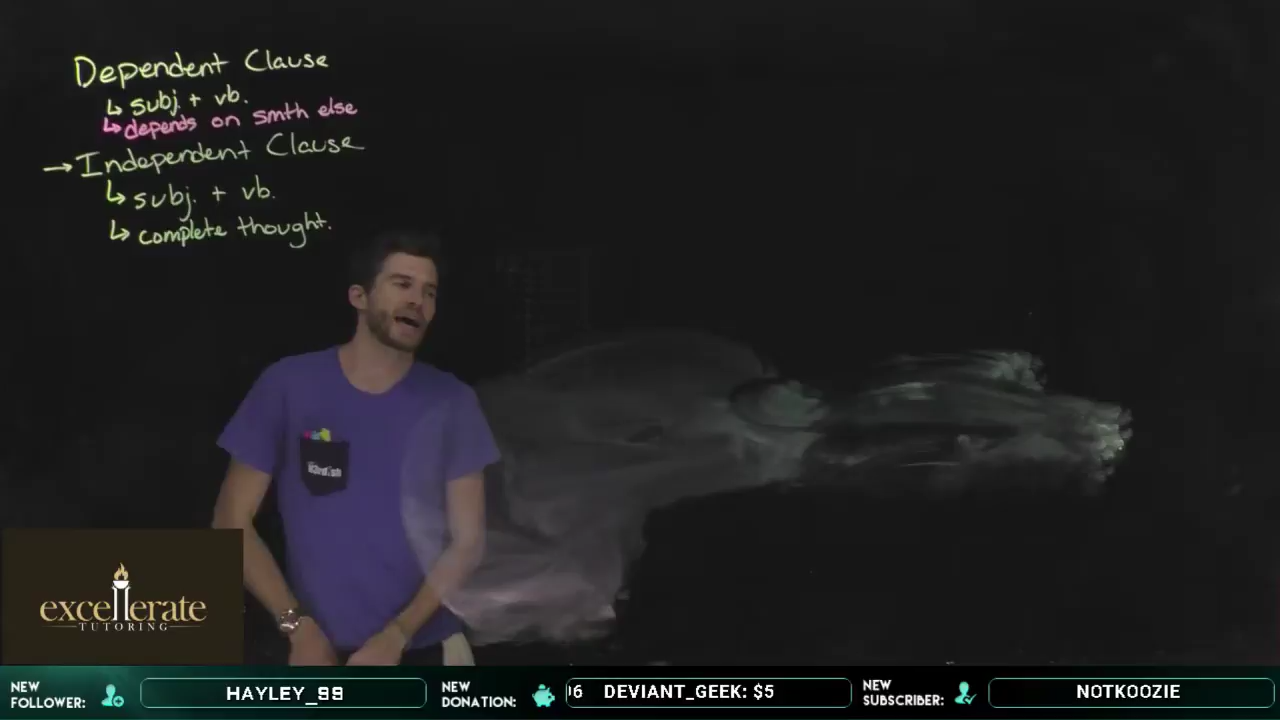 Dependent Clause
↳ subj. + vb.
↳ depends on smth else
→ Independent Clause
↳ subj. + vb.
↳ complete thought.
excellerate
TUTORING
NEW FOLLOWER:
HAYLEY_99
NEW DONATION:
DEVIANT_GEEK: $5
NEW SUBSCRIBER:
NOTKOOZIE